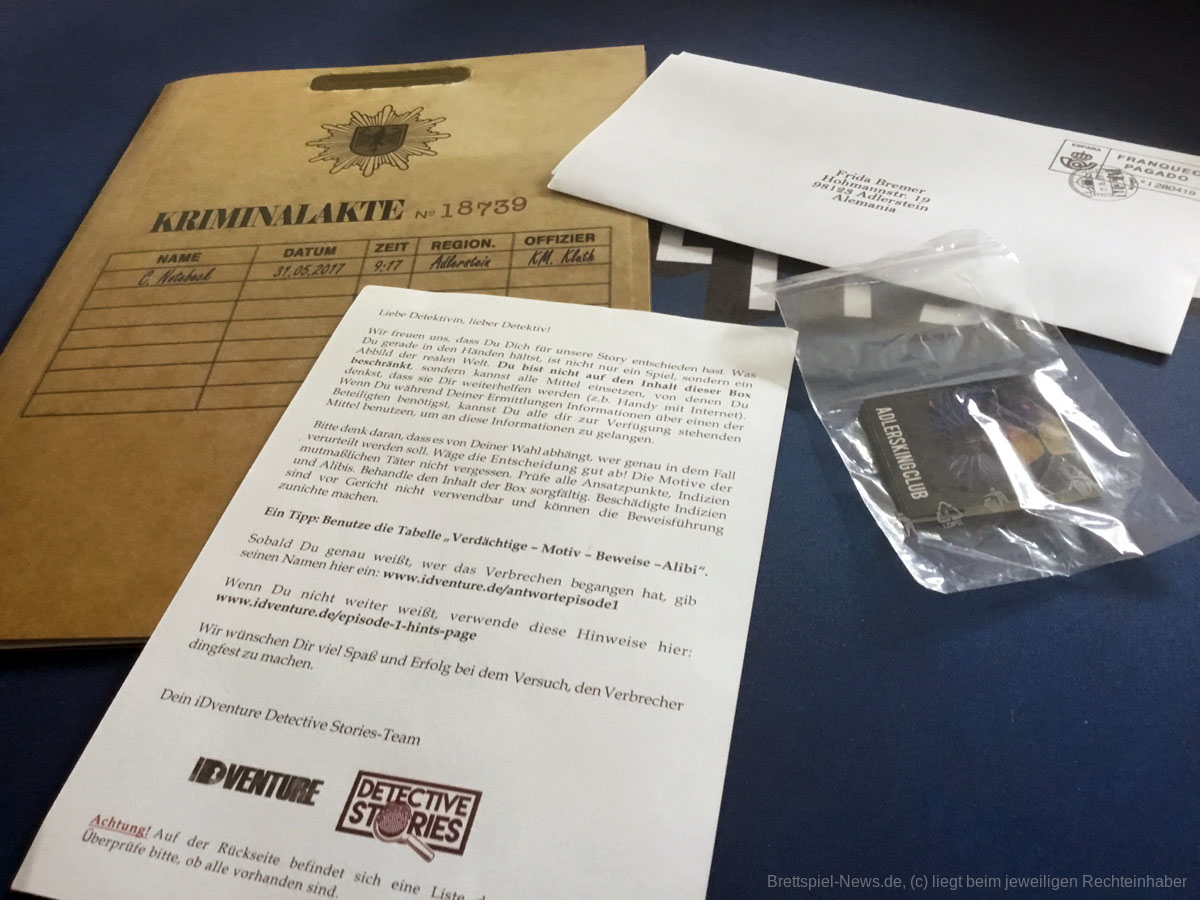 KRIMINALAKTE № 18739
NAME DATUM ZEIT REGION. OFFIZIER
C. Notebeek 31.05.2017 9:17 Adlerstein KM. Kluth
Frida Bremer
Hohmannstr. 19
98123 Adlerstein
Alemania
ESPAÑA
FRANQUEO
PAGADO
ADLERSKING CLUB
Liebe Detektivin, lieber Detektiv!
Wir freuen uns, dass Du Dich für unsere Story entschieden hast. Was
Du gerade in den Händen hältst, ist nicht nur ein Spiel, sondern ein
Abbild der realen Welt. Du bist nicht auf den Inhalt dieser Box
beschränkt, sondern kannst alle Mittel einsetzen, von denen Du
denkst, dass sie Dir weiterhelfen werden (z.b. Handy mit Internet).
Wenn Du während Deiner Ermittlungen Informationen über einen der
Beteiligten benötigst, kannst Du alle dir zur Verfügung stehenden
Mittel benutzen, um an diese Informationen zu gelangen.
Bitte denk daran, dass es von Deiner Wahl abhängt, wer genau in dem Fall
verurteilt werden soll. Wäge die Entscheidung gut ab! Die Motive der
mutmaßlichen Täter nicht vergessen. Prüfe alle Ansatzpunkte, Indizien
und Alibis. Behandle den Inhalt der Box sorgfältig. Beschädigte Indizien
sind vor Gericht nicht verwendbar und können die Beweisführung
zunichte machen.
Ein Tipp: Benutze die Tabelle „Verdächtige – Motiv – Beweise –Alibi".
Sobald Du genau weißt, wer das Verbrechen begangen hat, gib
seinen Namen hier ein: www.idventure.de/antwortepisode1
Wenn Du nicht weiter weißt, verwende diese Hinweise hier:
www.idventure.de/episode-1-hints-page
Wir wünschen Dir viel Spaß und Erfolg bei dem Versuch, den Verbrecher
dingfest zu machen.
Dein iDventure Detective Stories-Team
IDVENTURE
DETECTIVE
STORIES
Achtung! Auf der Rückseite befindet sich eine Liste
Überprüfe bitte, ob alle vorhanden sind.
Brettspiel-News.de, (c) liegt beim jeweiligen Rechteinhaber